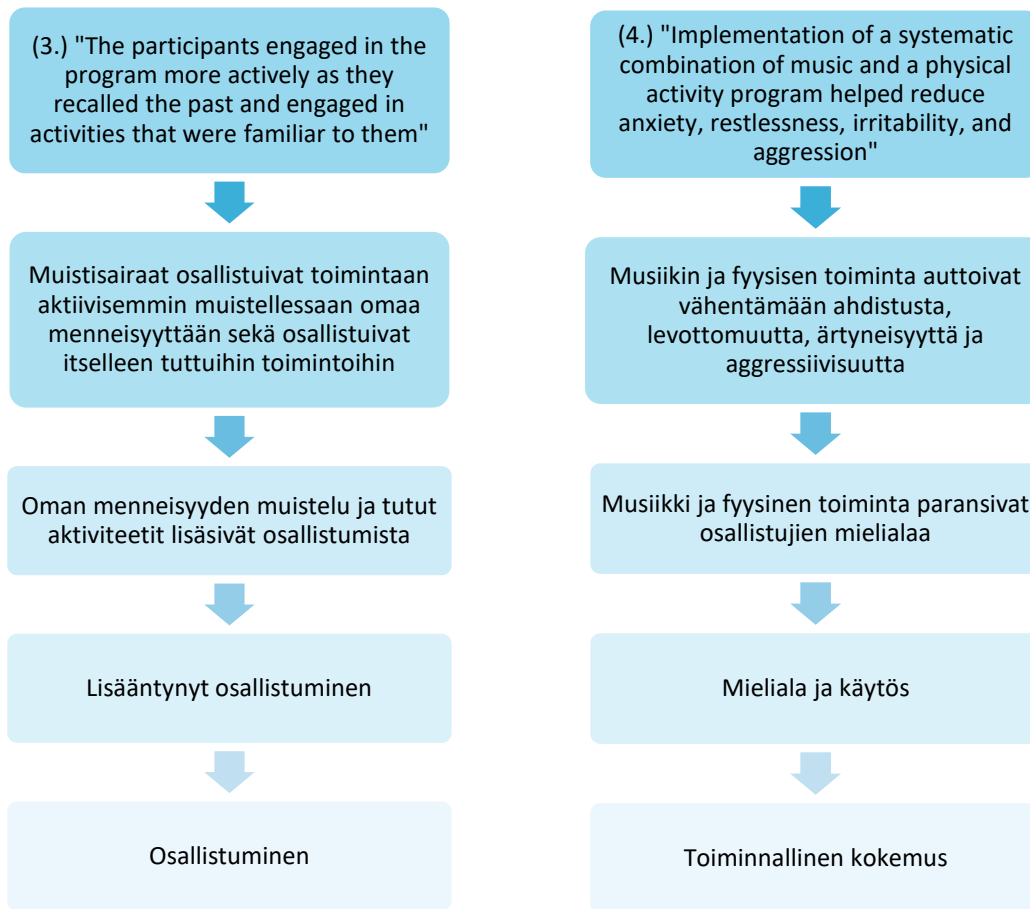 (3.) "The participants engaged in the
program more actively as they
recalled the past and engaged in
activities that were familiar to them"
Muistisairaat osallistuivat toimintaan
aktiivisemmin muistellessaan omaa
menneisyyttään sekä osallistuivat
itselleen tuttuihin toimintoihin
Oman menneisyyden muistelu ja tutut
aktiviteetit lisäsivät osallistumista
Lisääntynyt osallistuminen
Osallistuminen
(4.) "Implementation of a systematic
combination of music and a physical
activity program helped reduce
anxiety, restlessness, irritability, and
aggression"
Musiikin ja fyysisen toiminta auttoivat
vähentämään ahdistusta,
levottomuutta, ärtyneisyyttä ja
aggressiivisuutta
Musiikki ja fyysinen toiminta paransivat
osallistujien mielialaa
Mieliala ja käytös
Toiminnallinen kokemus